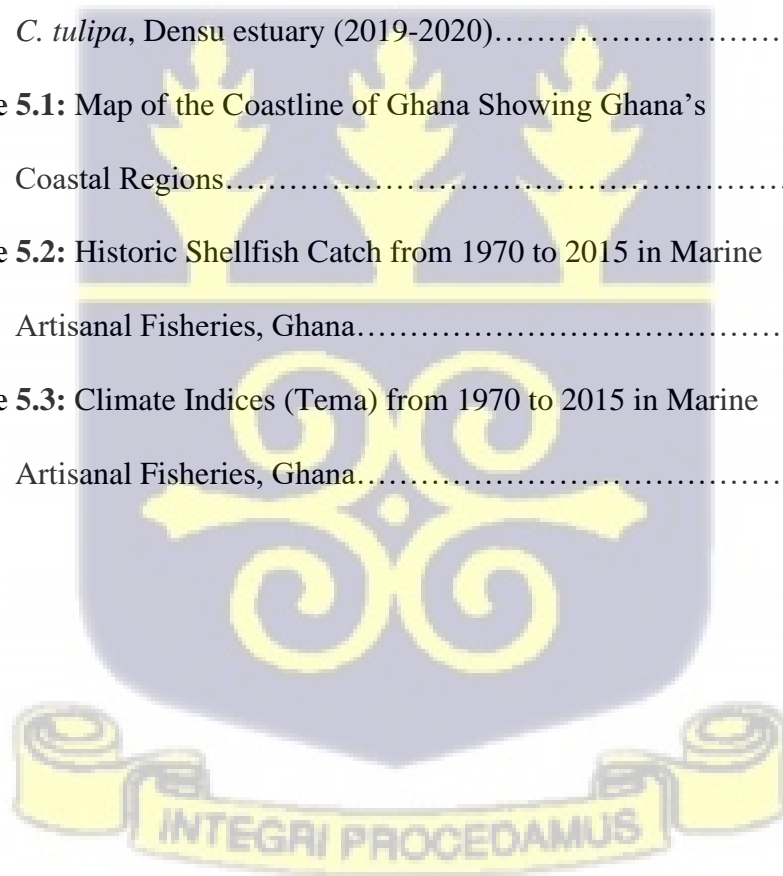 C. tulipa, Densu estuary (2019-2020)………………………
e 5.1: Map of the Coastline of Ghana Showing Ghana’s
Coastal Regions……………………………………………………
e 5.2: Historic Shellfish Catch from 1970 to 2015 in Marine
Artisanal Fisheries, Ghana………………………………………
e 5.3: Climate Indices (Tema) from 1970 to 2015 in Marine
Artisanal Fisheries, Ghana………………………………………
INTEGRI PROCEDAMUS